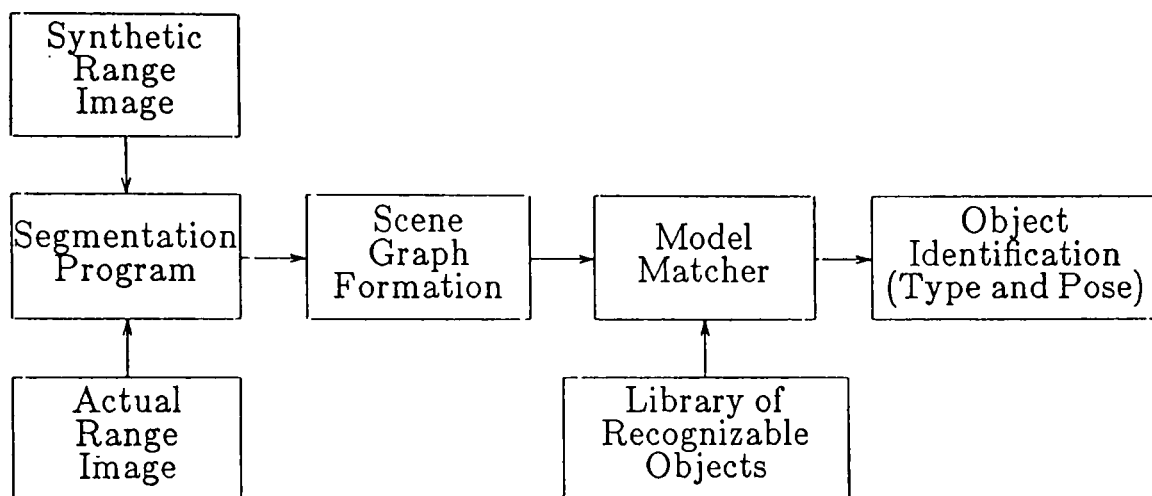 Synthetic
Range
Image
Segmentation
Program
Scene
Graph
Formation
Model
Matcher
Object
Identification
(Type and Pose)
Actual
Range
Image
Library of
Recognizable
Objects